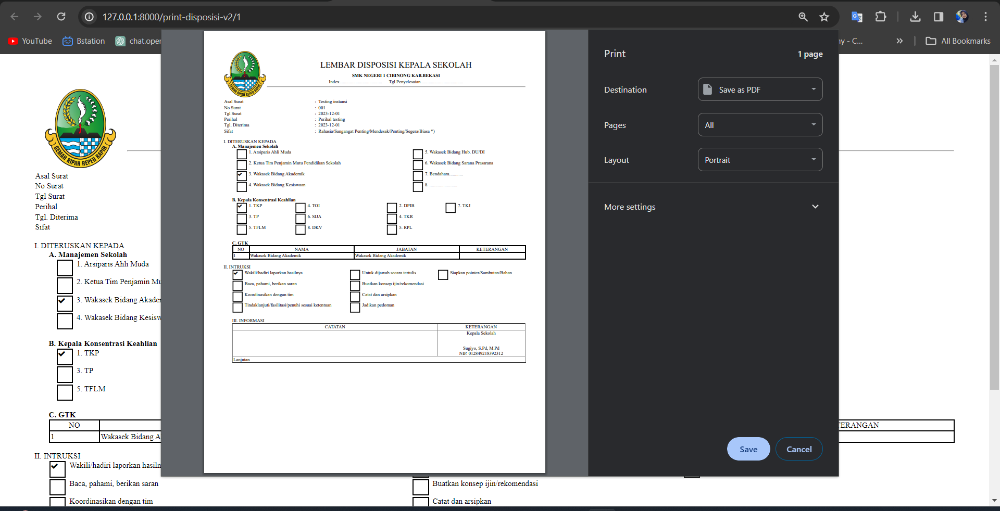 127.0.0.1:8000/print-disposisi-v2/1
YouTube
Bstation
chat.oper
ny - C...
All Bookmarks
GEMAH RIPAH REPEH RAPIH
Asal Surat
No Surat
Tgl Surat
Perihal
Tgl. Diterima
Sifat
I. DITERUSKAN KEPADA
A. Manajemen Sekolah
1. Arsiparis Ahli Muda
2. Ketua Tim Penjamin Mu
3. Wakasek Bidang Akader
4. Wakasek Bidang Kesisw
B. Kepala Konsentrasi Keahlian
1. TKP
3. TP
5. TFLM
C. GTK
NO
TERANGAN
1 Wakasek Bidang A
II. INTRUKSI
Wakili/hadiri laporkan hasiln
Baca, pahami, berikan saran
Buatkan konsep ijin/rekomendasi
Koordinasikan dengan tim
Catat dan arsipkan
GEMAH RIPAH REPEH RAPIH
LEMBAR DISPOSISI KEPALA SEKOLAH
SMK NEGERI 1 CIBINONG KAB.BEKASI
Index................................... Tgl Penyelesaian...................................
Asal Surat : Testing instansi
No Surat : 001
Tgl Surat : 2023-12-01
Perihal : Perihal testing
Tgl. Diterima : 2023-12-01
Sifat : Rahasia/Sangangat Penting/Mendesak/Penting/Segera/Biasa *)
I. DITERUSKAN KEPADA
A. Manajemen Sekolah
1. Arsiparis Ahli Muda 5. Wakasek Bidang Hub. DU/DI
2. Ketua Tim Penjamin Mutu Pendidikan Sekolah 6. Wakasek Bidang Sarana Prasarana
3. Wakasek Bidang Akademik 7. Bendahara............
4. Wakasek Bidang Kesiswaan 8. ........................
B. Kepala Konsentrasi Keahlian
1. TKP 4. TOI 2. DPIB 7. TKJ
3. TP 6. SIJA 4. TKR
5. TFLM 8. DKV 5. RPL
C. GTK
NO NAMA JABATAN KETERANGAN
1 Wakasek Bidang Akademik Wakasek Bidang Akademik
II. INTRUKSI
Wakili/hadiri laporkan hasilnya Untuk dijawab secara tertulis Siapkan pointer/Sambutan/Bahan
Baca, pahami, berikan saran Buatkan konsep ijin/rekomendasi
Koordinasikan dengan tim Catat dan arsipkan
Tindaklanjuti/fasilitasi/penuhi sesuai ketentuan Jadikan pedoman
III. INFORMASI
CATATAN KETERANGAN
Kepala Sekolah
Sugiyo, S.Pd, M.Pd
NIP. 012849218392312
Lanjutan
Print 1 page
Destination Save as PDF
Pages All
Layout Portrait
More settings
Save Cancel